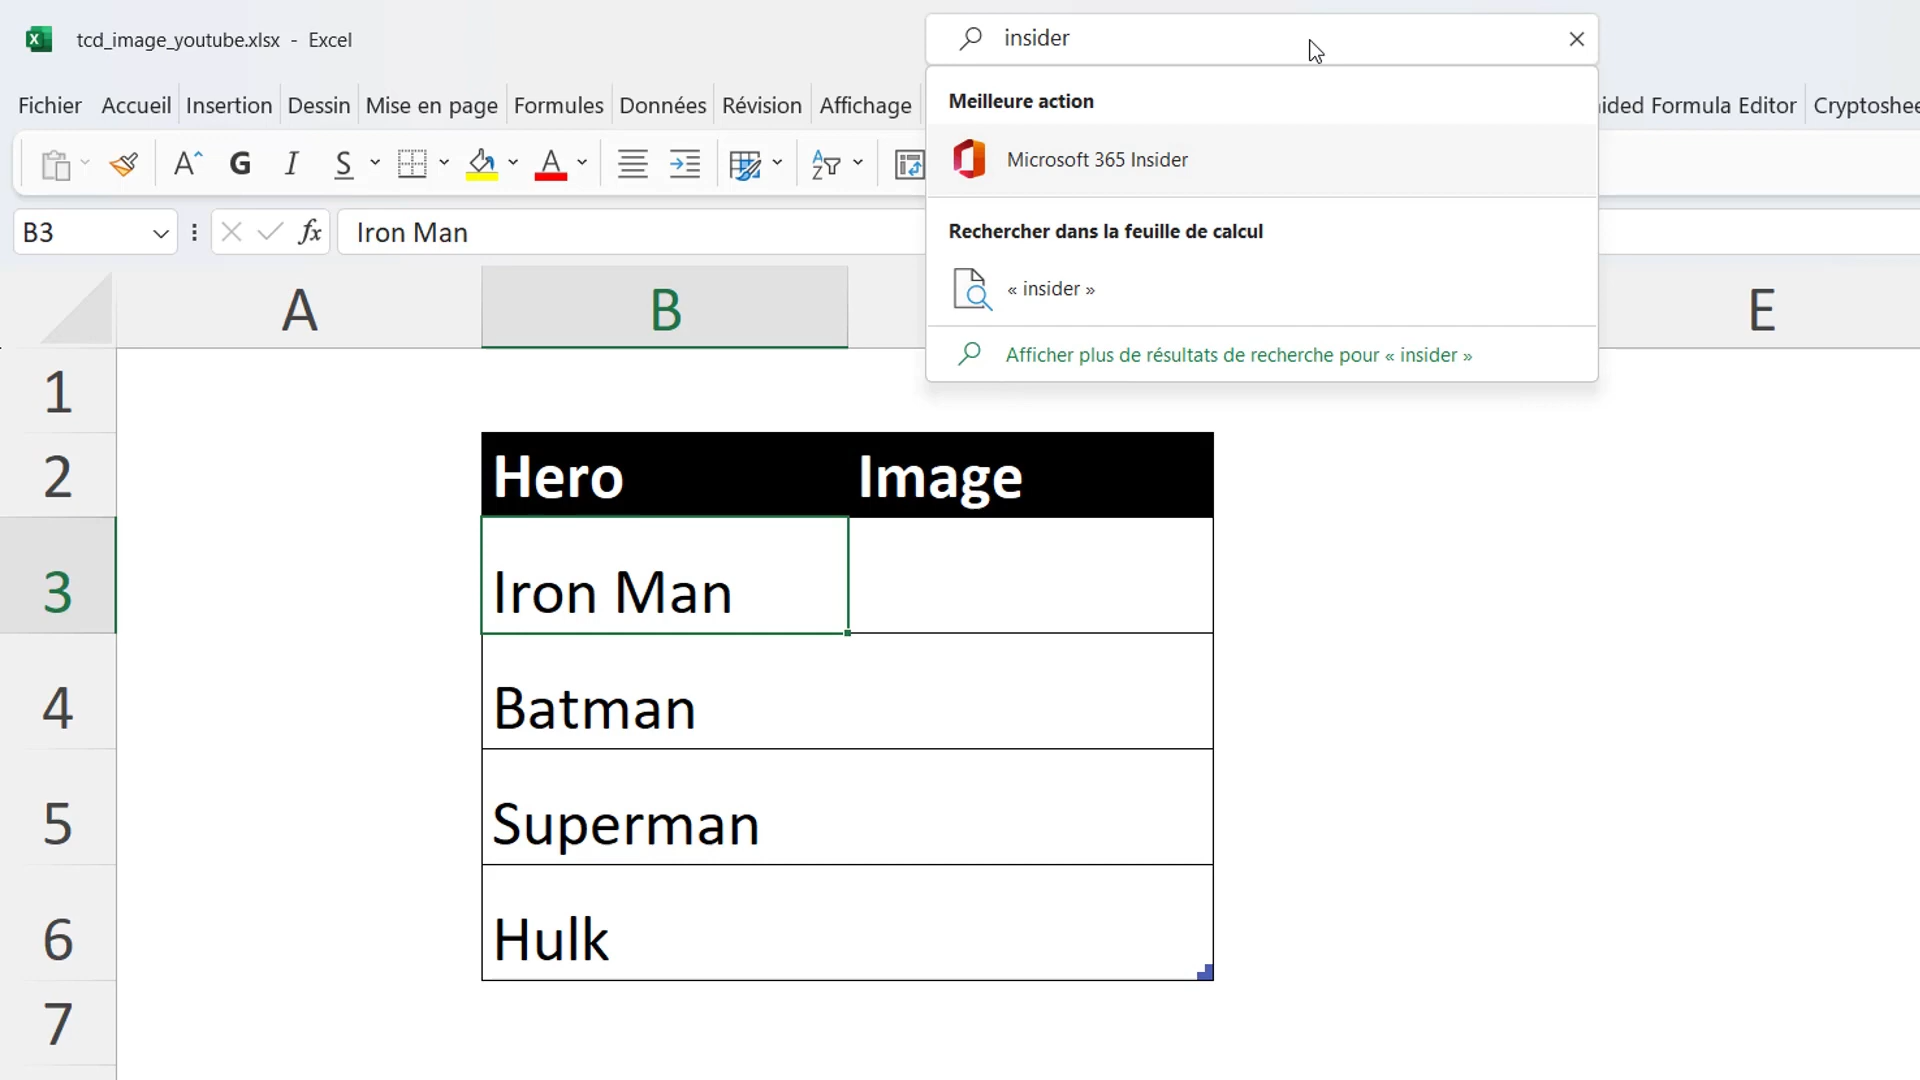 tcd_image_youtube.xlsx - Excel
insider
Fichier Accueil Insertion Dessin Mise en page Formules Données Révision Affichage Formula Editor
Meilleure action
Microsoft 365 Insider
G I S A
B3
fx
Iron Man
Rechercher dans la feuille de calcul
« insider »
Afficher plus de résultats de recherche pour « insider »
A B E
1
2 Hero Image
3 Iron Man
4 Batman
5 Superman
6 Hulk
7